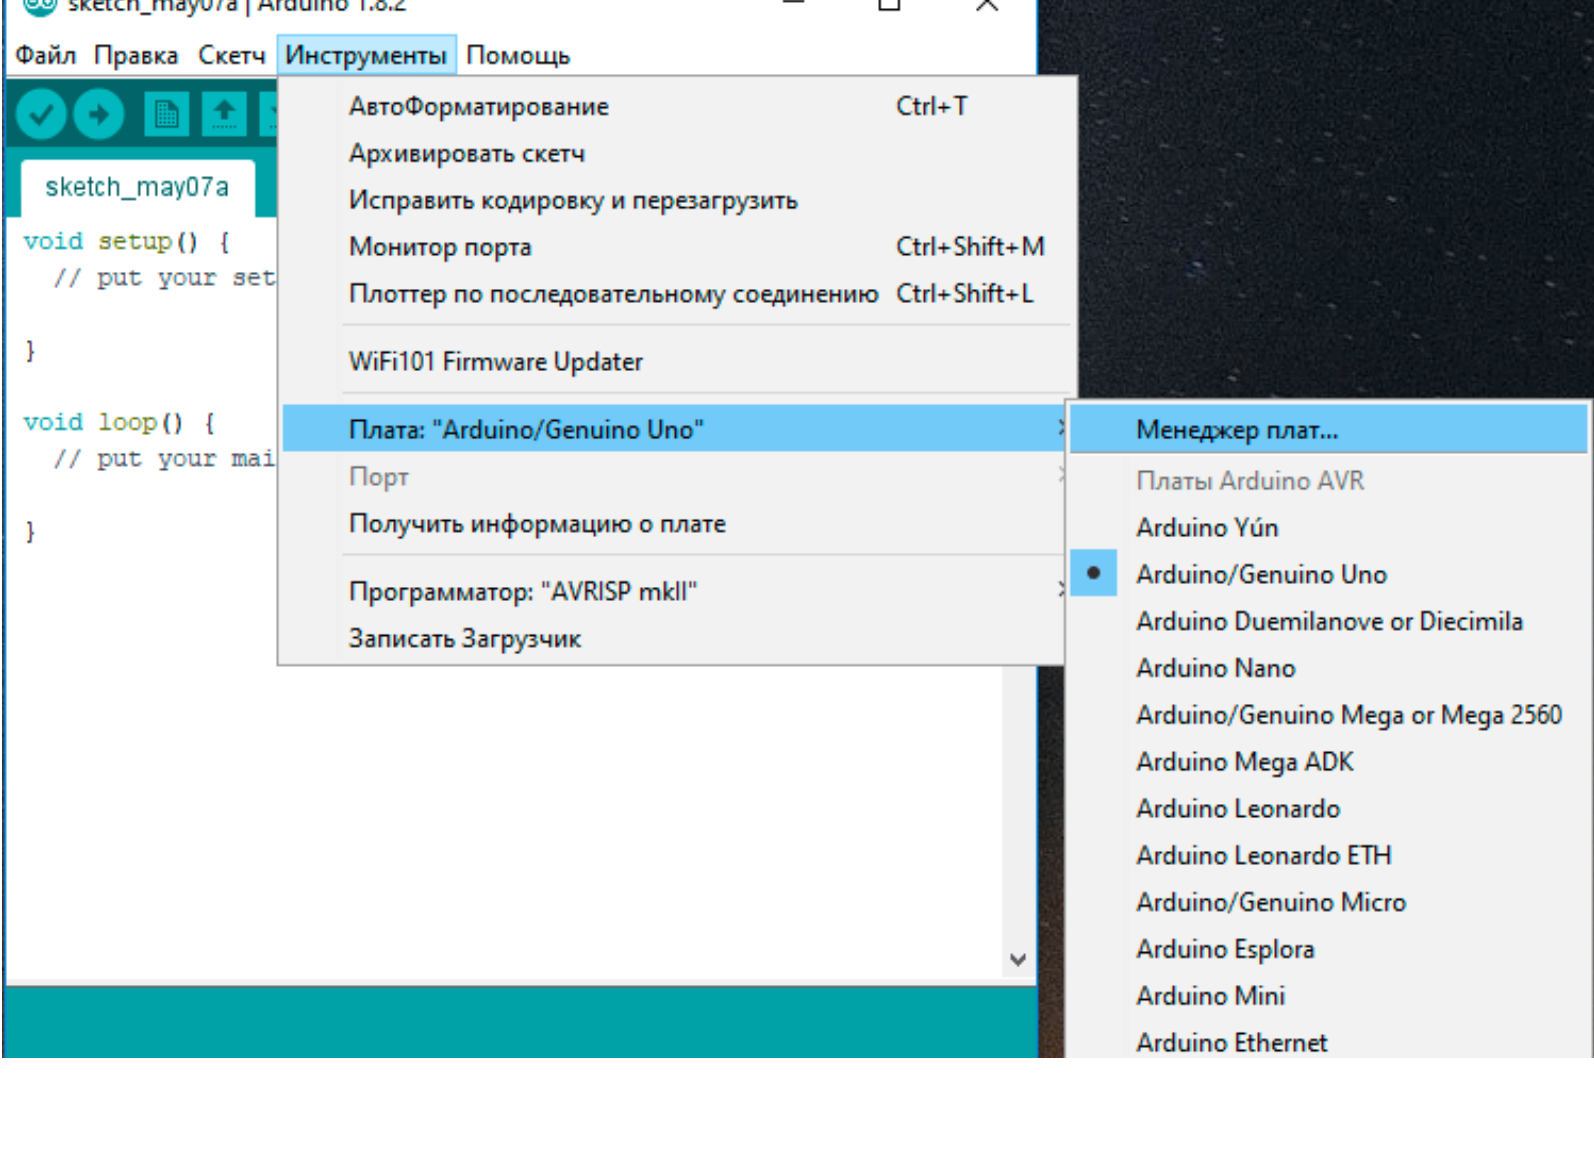 sketch_may07a | Arduino 1.8.2
Файл Правка Скетч Инструменты Помощь
АвтоФорматирование Ctrl+T
Архивировать скетч
Исправить кодировку и перезагрузить
Монитор порта Ctrl+Shift+M
Плоттер по последовательному соединению Ctrl+Shift+L
WiFi101 Firmware Updater
Плата: "Arduino/Genuino Uno"
Порт
Получить информацию о плате
Программатор: "AVRISP mkII"
Записать Загрузчик
sketch_may07a
void setup() {
// put your set
}
void loop() {
// put your mai
}
Менеджер плат...
Платы Arduino AVR
Arduino Yún
Arduino/Genuino Uno
Arduino Duemilanove or Diecimila
Arduino Nano
Arduino/Genuino Mega or Mega 2560
Arduino Mega ADK
Arduino Leonardo
Arduino Leonardo ETH
Arduino/Genuino Micro
Arduino Esplora
Arduino Mini
Arduino Ethernet